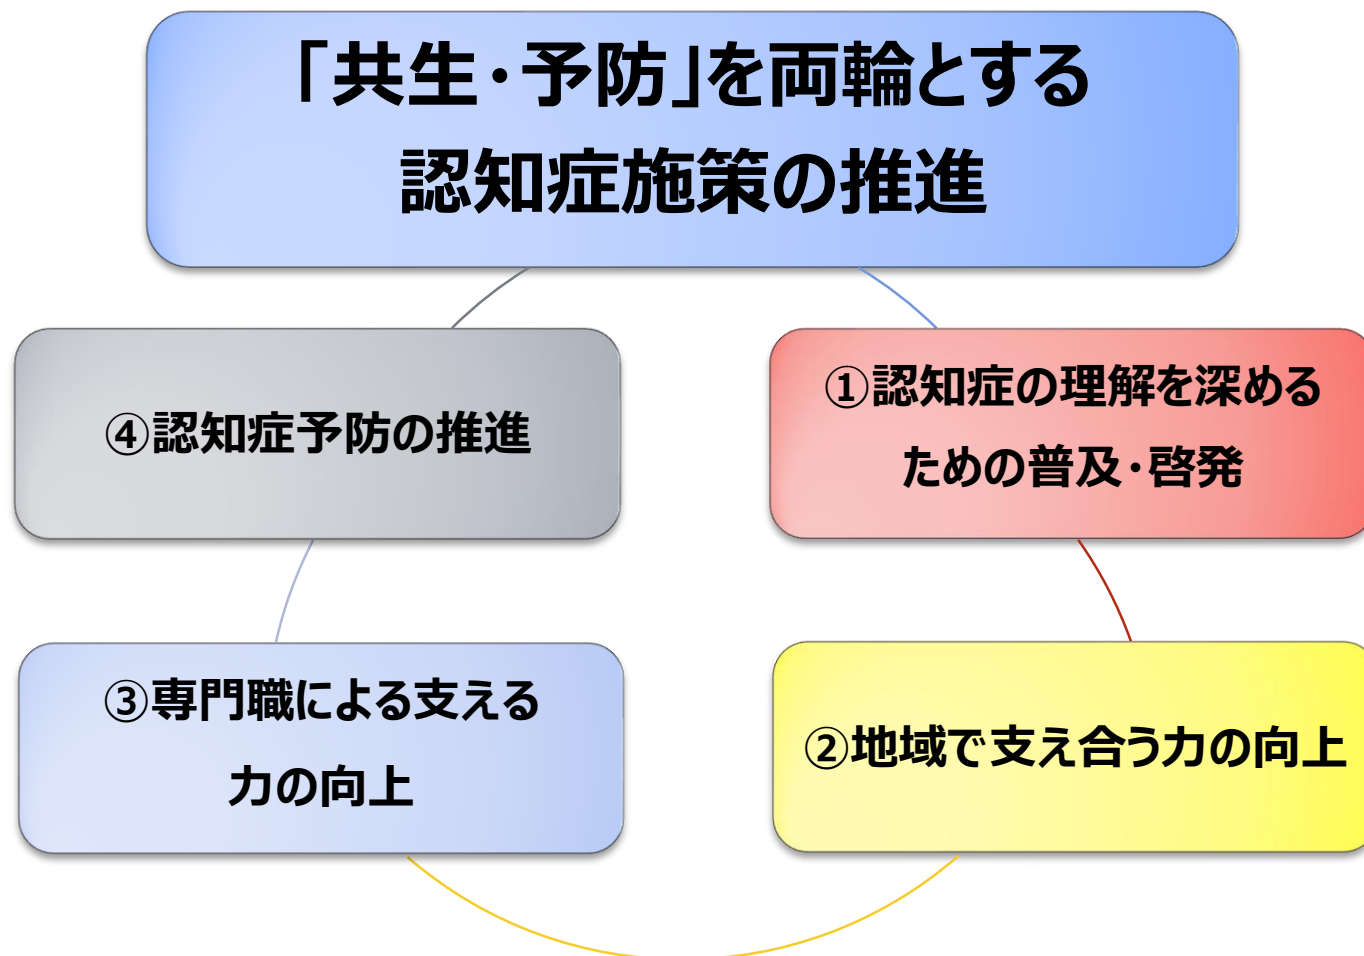 「共生・予防」を両輪とする
認知症施策の推進
①認知症の理解を深める
ための普及・啓発
②地域で支え合う力の向上
③専門職による支える
力の向上
④認知症予防の推進